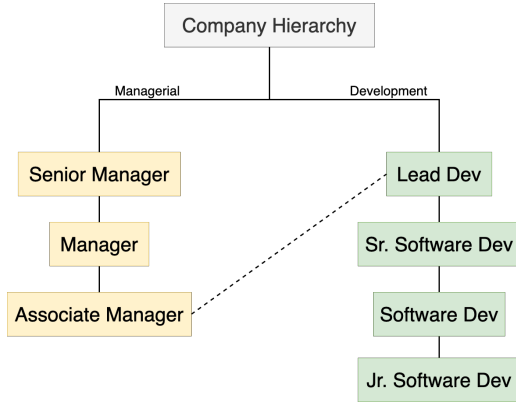 Company Hierarchy
Managerial
Development
Senior Manager
Lead Dev
Manager
Sr. Software Dev
Associate Manager
Software Dev
Jr. Software Dev